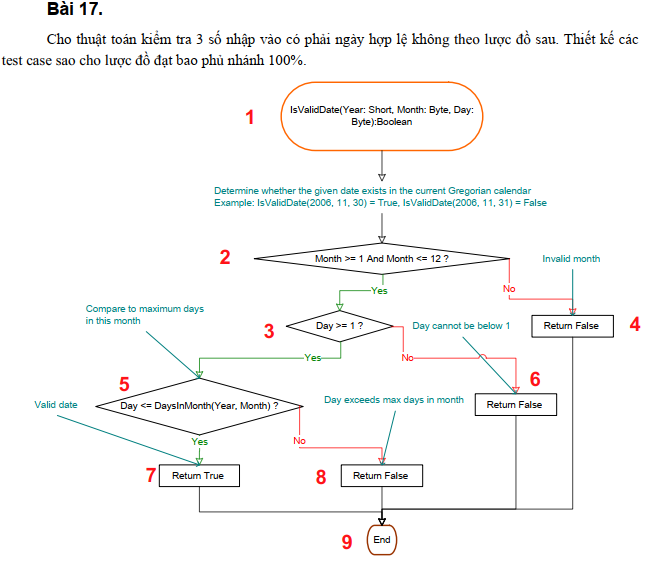 Bài 17.
Cho thuật toán kiểm tra 3 số nhập vào có phải ngày hợp lệ không theo lược đồ sau. Thiết kế các
test case sao cho lược đồ đạt bao phủ nhánh 100%.
1
IsValidDate(Year: Short, Month: Byte, Day:
Byte):Boolean
Determine whether the given date exists in the current Gregorian calendar
Example: IsValidDate(2006, 11, 30) = True, IsValidDate(2006, 11, 31) = False
2
Month >= 1 And Month <= 12 ?
Invalid month
Yes
No
Compare to maximum days
in this month
3
Day >= 1 ?
Day cannot be below 1
Return False
4
Yes
No
5
6
Valid date
Day <= DaysInMonth(Year, Month) ?
Day exceeds max days in month
Return False
Yes
No
7
Return True
8
Return False
9
End